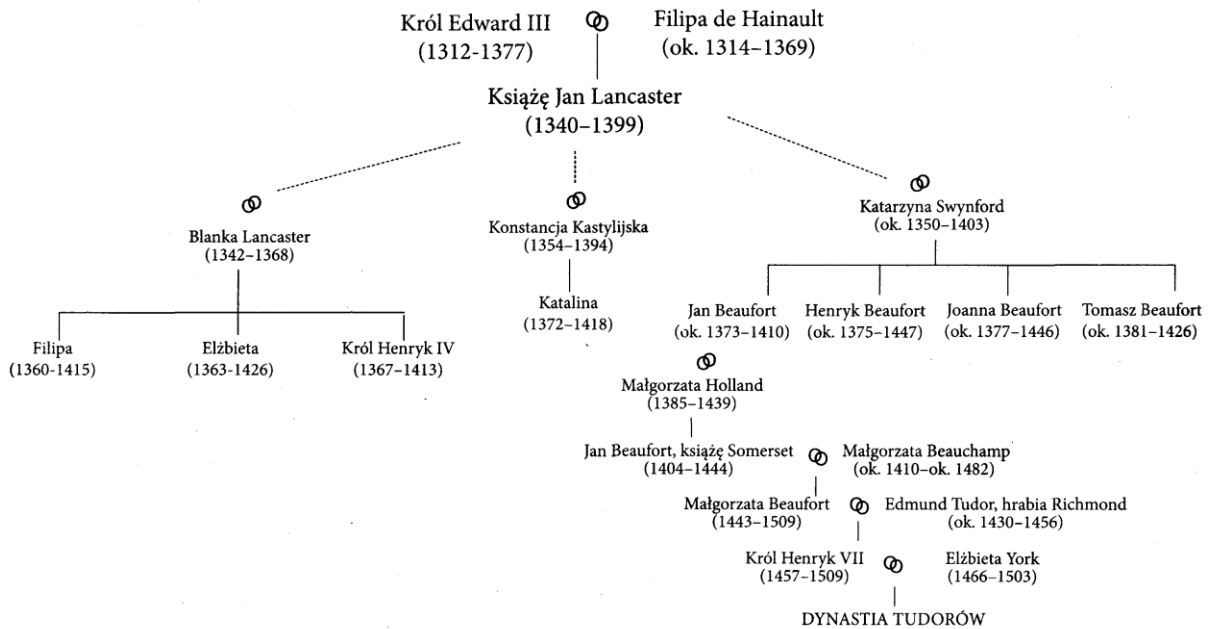 Król Edward III
(1312-1377)
Filipa de Hainault
(ok. 1314–1369)
Książę Jan Lancaster
(1340–1399)
Blanka Lancaster
(1342–1368)
Konstancja Kastylijska
(1354–1394)
Katarzyna Swynford
(ok. 1350–1403)
Filipa
(1360-1415)
Elżbieta
(1363-1426)
Król Henryk IV
(1367–1413)
Katalina
(1372–1418)
Jan Beaufort
(ok. 1373–1410)
Henryk Beaufort
(ok. 1375–1447)
Joanna Beaufort
(ok. 1377–1446)
Tomasz Beaufort
(ok. 1381–1426)
Małgorzata Holland
(1385–1439)
Jan Beaufort, książę Somerset
(1404–1444)
Małgorzata Beauchamp
(ok. 1410–ok. 1482)
Małgorzata Beaufort
(1443–1509)
Edmund Tudor, hrabia Richmond
(ok. 1430–1456)
Król Henryk VII
(1457–1509)
Elżbieta York
(1466–1503)
DYNASTIA TUDORÓW